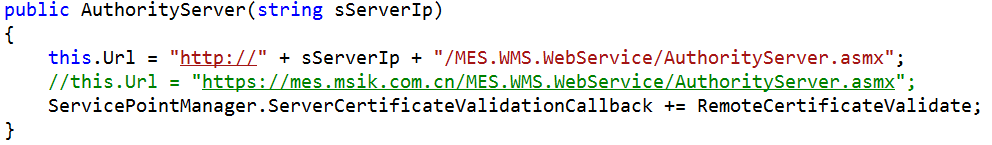 public AuthorityServer(string sServerIp)
{
this.Url = "http://" + sServerIp + "/MES.WMS.WebService/AuthorityServer.asmx";
//this.Url = "https://mes.msik.com.cn/MES.WMS.WebService/AuthorityServer.asmx";
ServicePointManager.ServerCertificateValidationCallback += RemoteCertificateValidate;
}